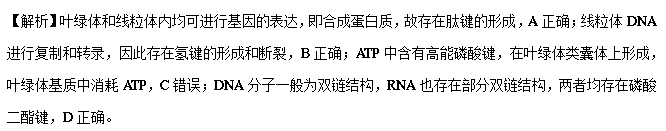 【解析】叶绿体和线粒体内均可进行基因的表达，即合成蛋白质，故存在肽键的形成，A 正确；线粒体 DNA
进行复制和转录，因此存在氢键的形成和断裂，B 正确；ATP 中含有高能磷酸键，在叶绿体类囊体上形成，
叶绿体基质中消耗 ATP，C 错误；DNA 分子一般为双链结构，RNA 也存在部分双链结构，两者均存在磷酸
二酯键，D 正确。